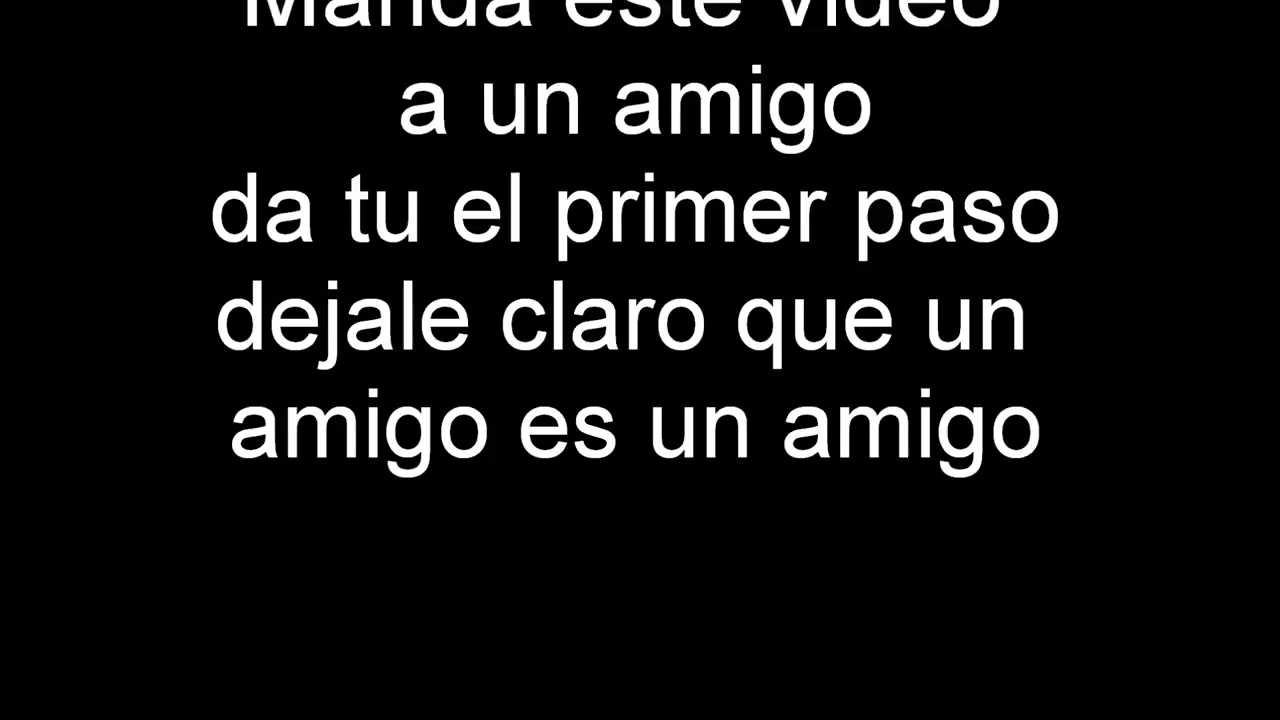 Manda este video
a un amigo
da tu el primer paso
dejale claro que un
amigo es un amigo